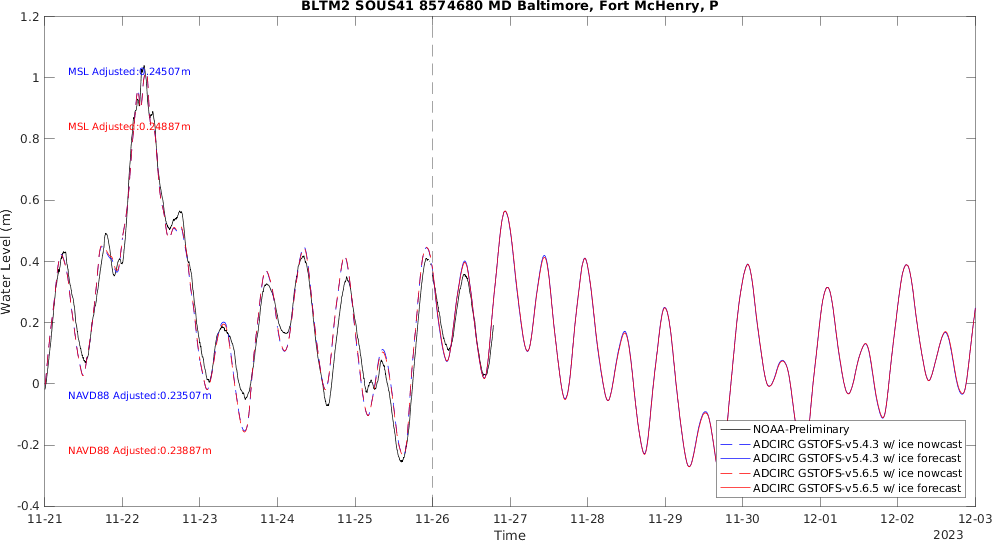 BLTM2 SOUS41 8574680 MD Baltimore, Fort McHenry, P
1.2
1
0.8
0.6
0.4
0.2
0
-0.2
-0.4
Water Level (m)
MSL Adjusted:0.24507m
MSL Adjusted:0.24887m
NAVD88 Adjusted:0.23507m
NAVD88 Adjusted:0.23887m
NOAA-Preliminary
ADCIRC GSTOFS-v5.4.3 w/ ice nowcast
ADCIRC GSTOFS-v5.4.3 w/ ice forecast
ADCIRC GSTOFS-v5.6.5 w/ ice nowcast
ADCIRC GSTOFS-v5.6.5 w/ ice forecast
11-21 11-22 11-23 11-24 11-25 11-26 11-27 11-28 11-29 11-30 12-01 12-02 12-03
Time
2023